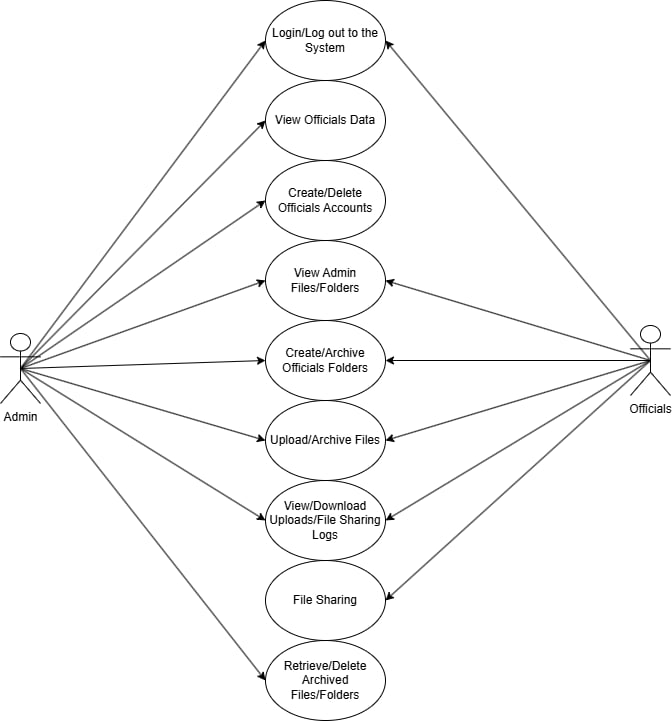 Login/Log out to the
System
View Officials Data
Create/Delete
Officials Accounts
View Admin
Files/Folders
Create/Archive
Officials Folders
Admin
Officials
Upload/Archive Files
View/Download
Uploads/File Sharing
Logs
File Sharing
Retrieve/Delete
Archived
Files/Folders